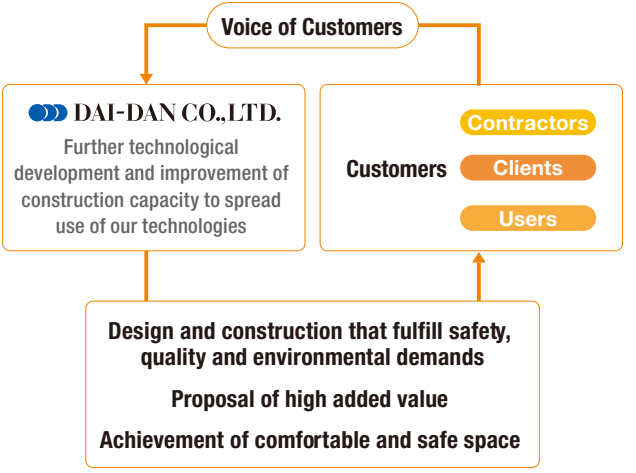 Voice of Customers
DAI-DAN CO.,LTD.
Further technological
development and improvement of
construction capacity to spread
use of our technologies
Customers
Contractors
Clients
Users
Design and construction that fulfill safety,
quality and environmental demands
Proposal of high added value
Achievement of comfortable and safe space